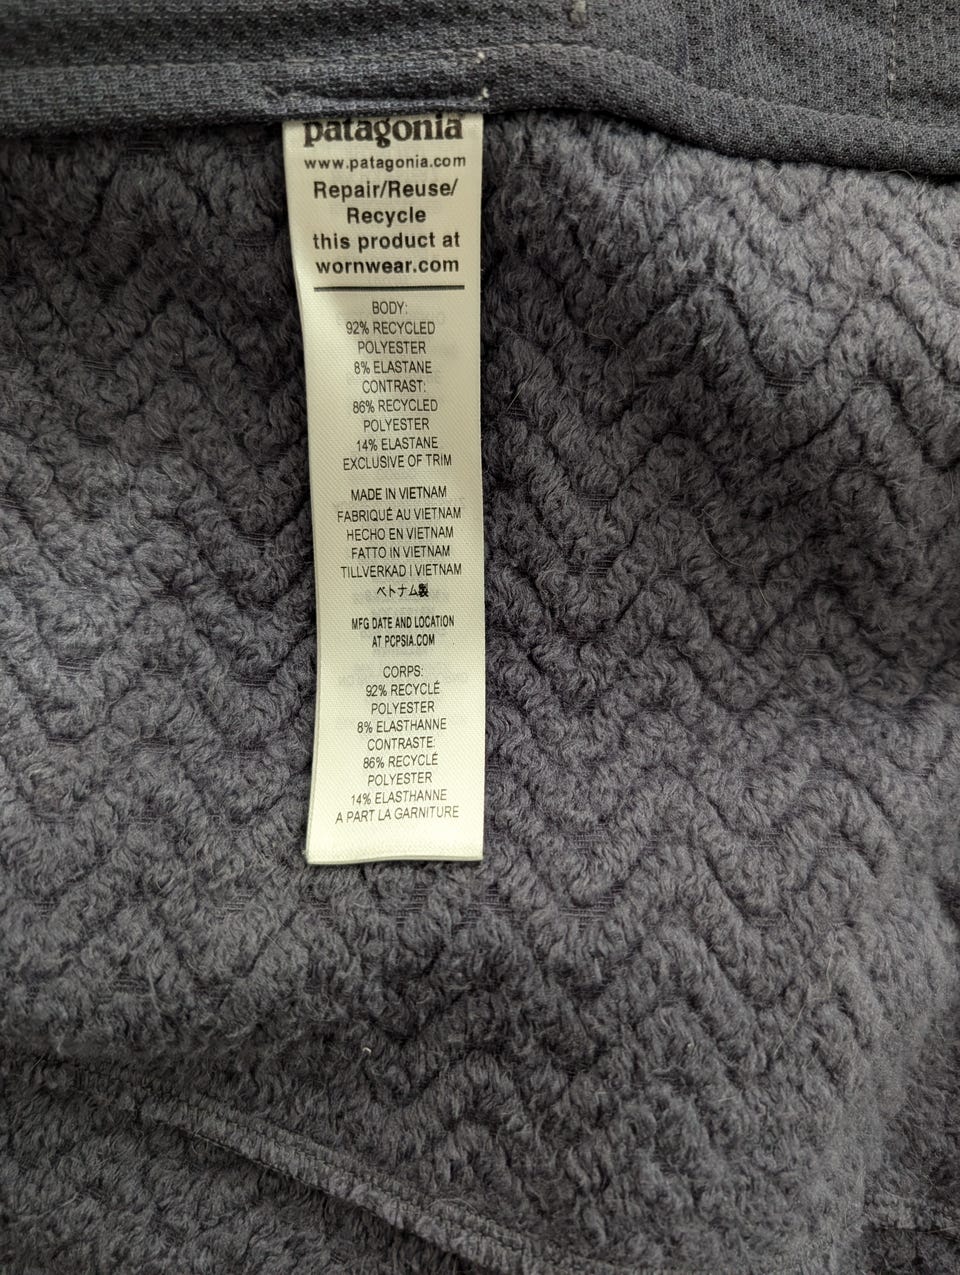 patagonia
www.patagonia.com
Repair/Reuse/
Recycle
this product at
wornwear.com
BODY:
92% RECYCLED
POLYESTER
8% ELASTANE
CONTRAST:
86% RECYCLED
POLYESTER
14% ELASTANE
EXCLUSIVE OF TRIM
MADE IN VIETNAM
FABRIQUÉ AU VIETNAM
HECHO EN VIETNAM
FATTO IN VIETNAM
TILLVERKAD I VIETNAM
ベトナム製
MFG DATE AND LOCATION
AT PCPSIA.COM
CORPS:
92% RECYCLÉ
POLYESTER
8% ELASTHANNE
CONTRASTE:
86% RECYCLÉ
POLYESTER
14% ELASTHANNE
A PART LA GARNITURE